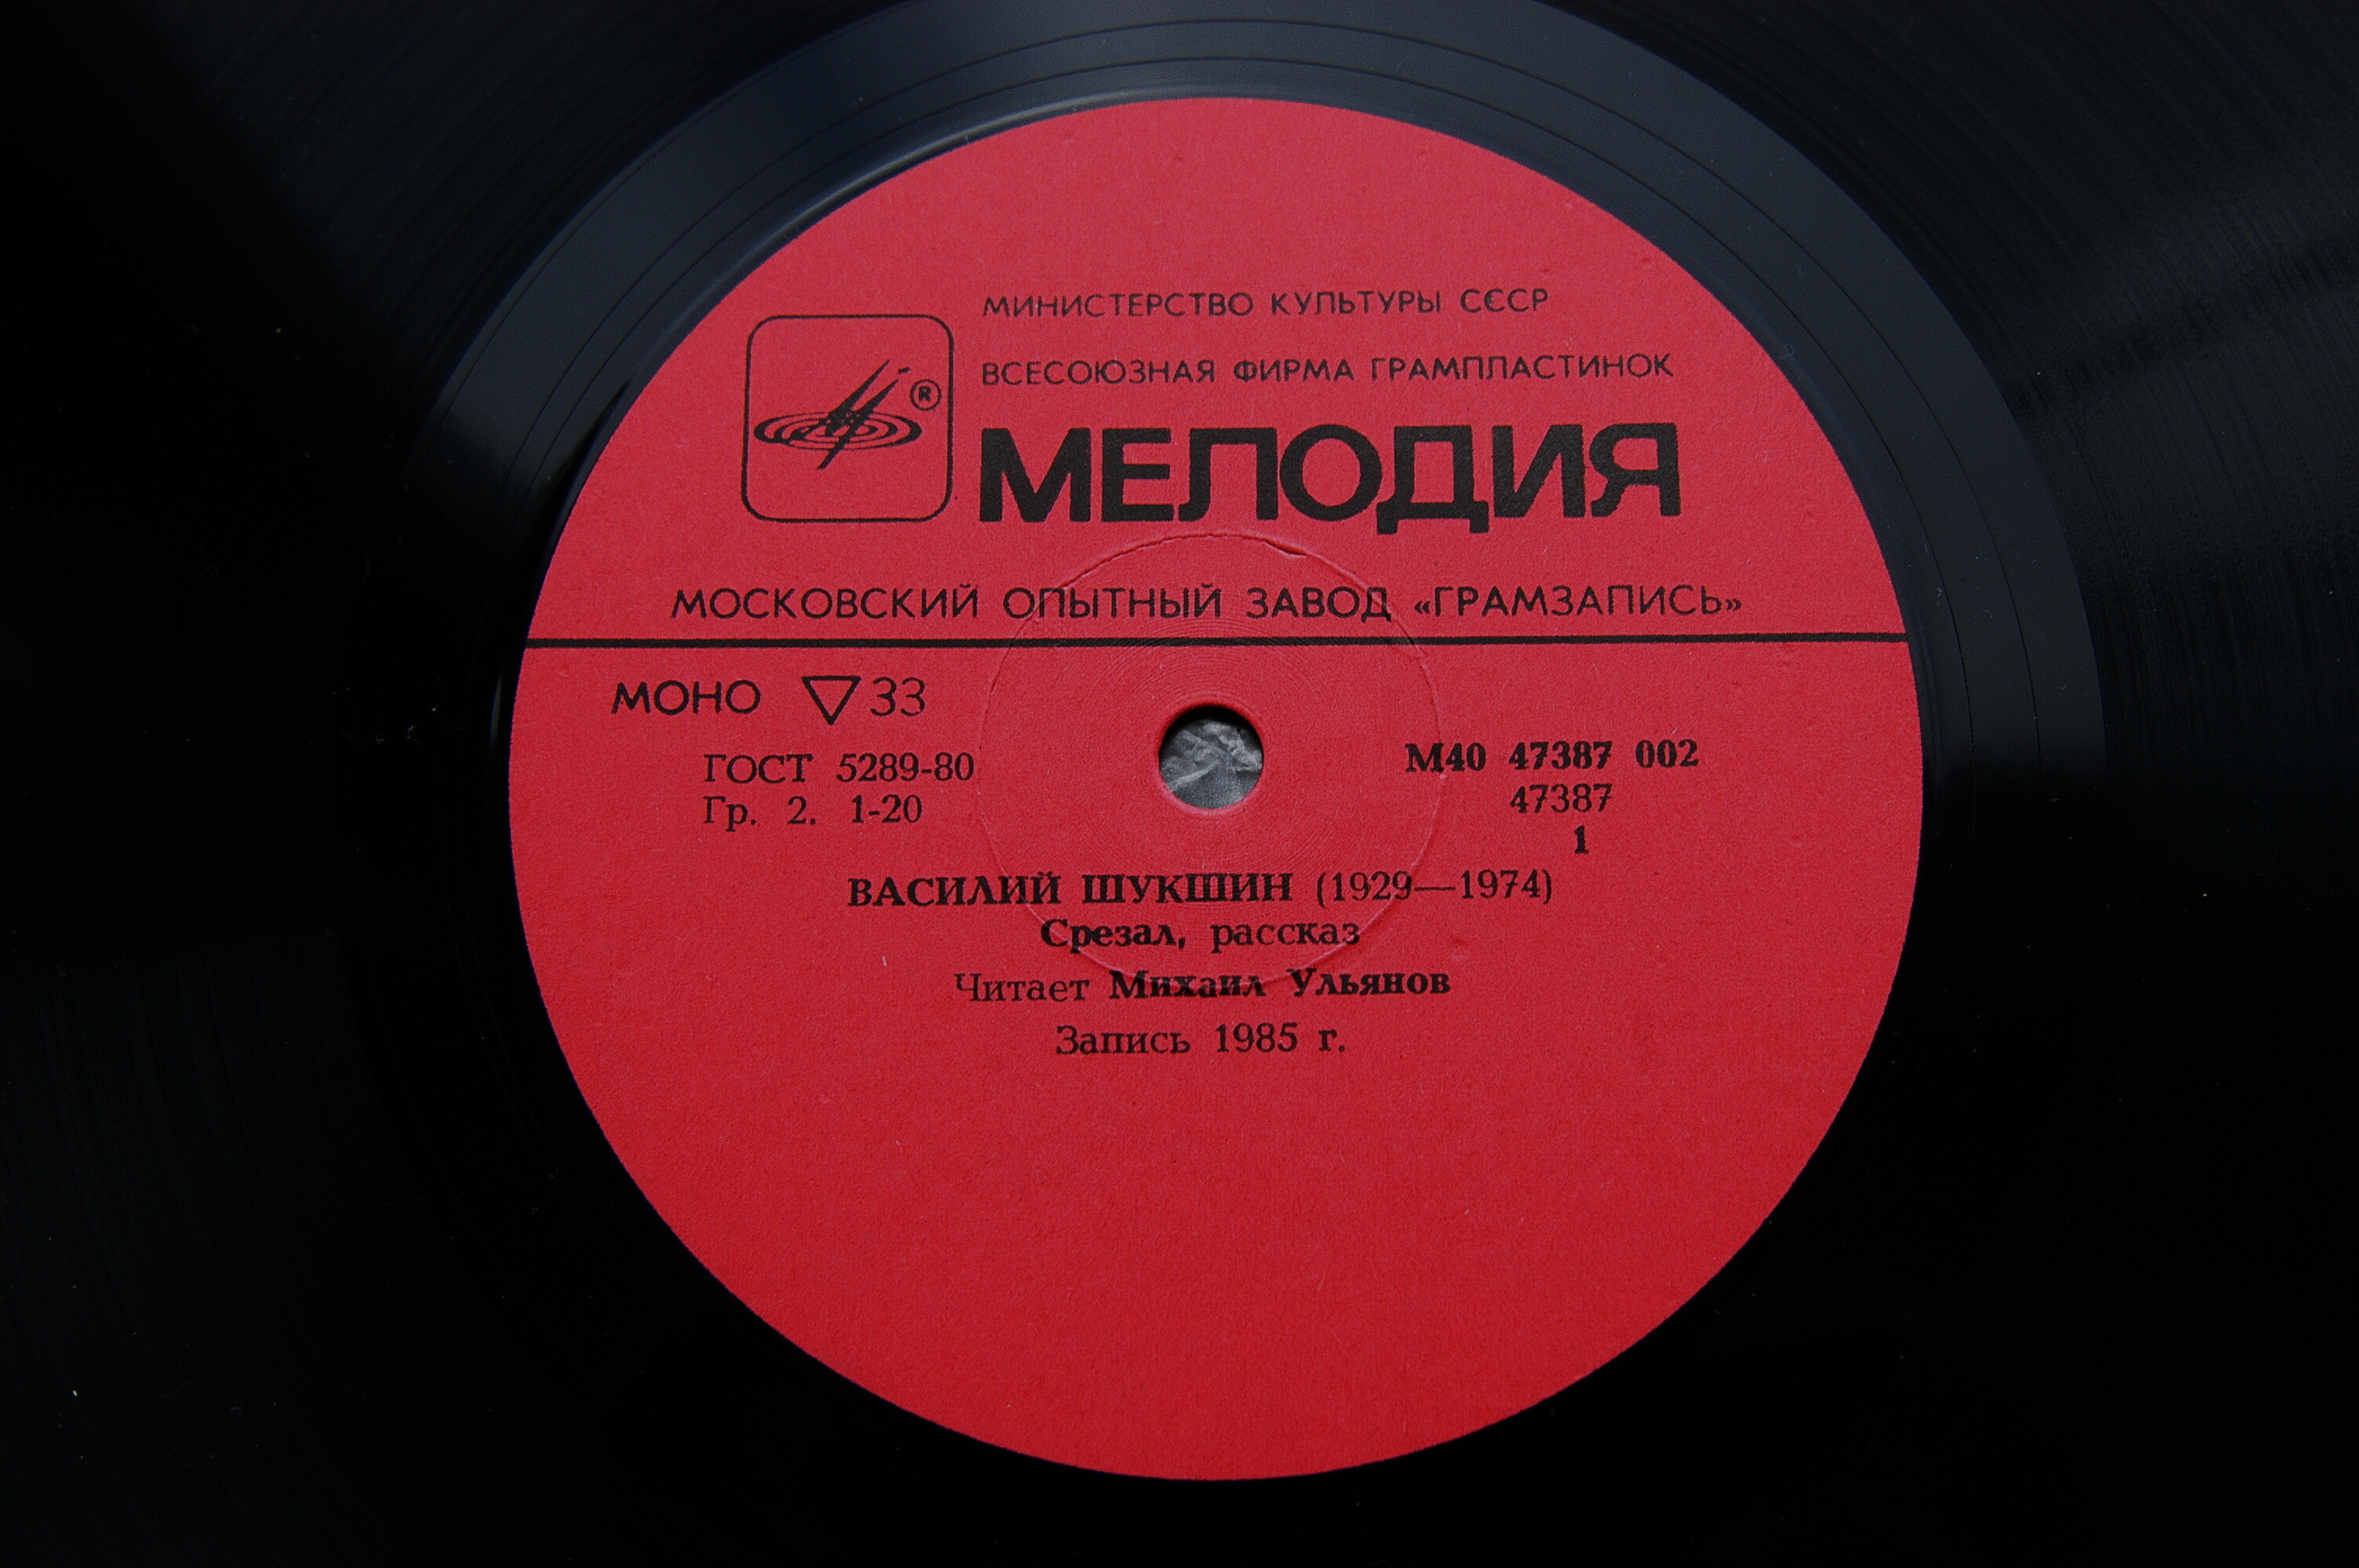 МИНИСТЕРСТВО КУЛЬТУРЫ СССР
ВСЕСОЮЗНАЯ ФИРМА ГРАМПЛАСТИНОК
®
МЕЛОДИЯ
МОСКОВСКИЙ ОПЫТНЫЙ ЗАВОД «ГРАМЗАПИСЬ»
МОНО ▽33
ГОСТ 5289-80
Гр. 2. 1-20
М40 47387 002
47387
1
ВАСИЛИЙ ШУКШИН (1929—1974)
Срезал, рассказ
Читает Михаил Ульянов
Запись 1985 г.